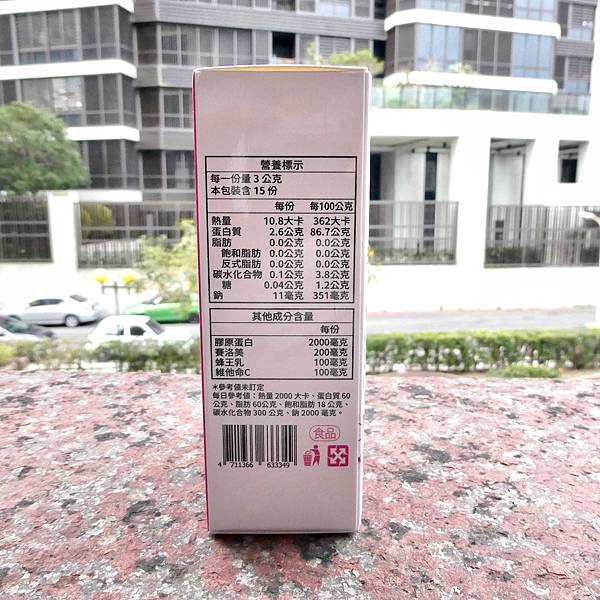 營養標示
每一份量 3 公克
本包裝含 15 份
每份 每100公克
熱量 10.8大卡 362大卡
蛋白質 2.6公克 86.7公克
脂肪 0.0公克 0.0公克
飽和脂肪 0.0公克 0.0公克
反式脂肪 0.0公克 0.0公克
碳水化合物 0.1公克 3.8公克
糖 0.04公克 1.2公克
鈉 11毫克 351毫克
其他成分含量
每份
膠原蛋白 2000毫克
賽洛美 200毫克
蜂王乳 100毫克
維他命C 100毫克
＊參考值未訂定
每日參考值：熱量 2000 大卡、蛋白質 60
公克、脂肪 60公克、飽和脂肪 18 公克、
碳水化合物 300 公克、鈉 2000 毫克。
食品
4 711366 633349